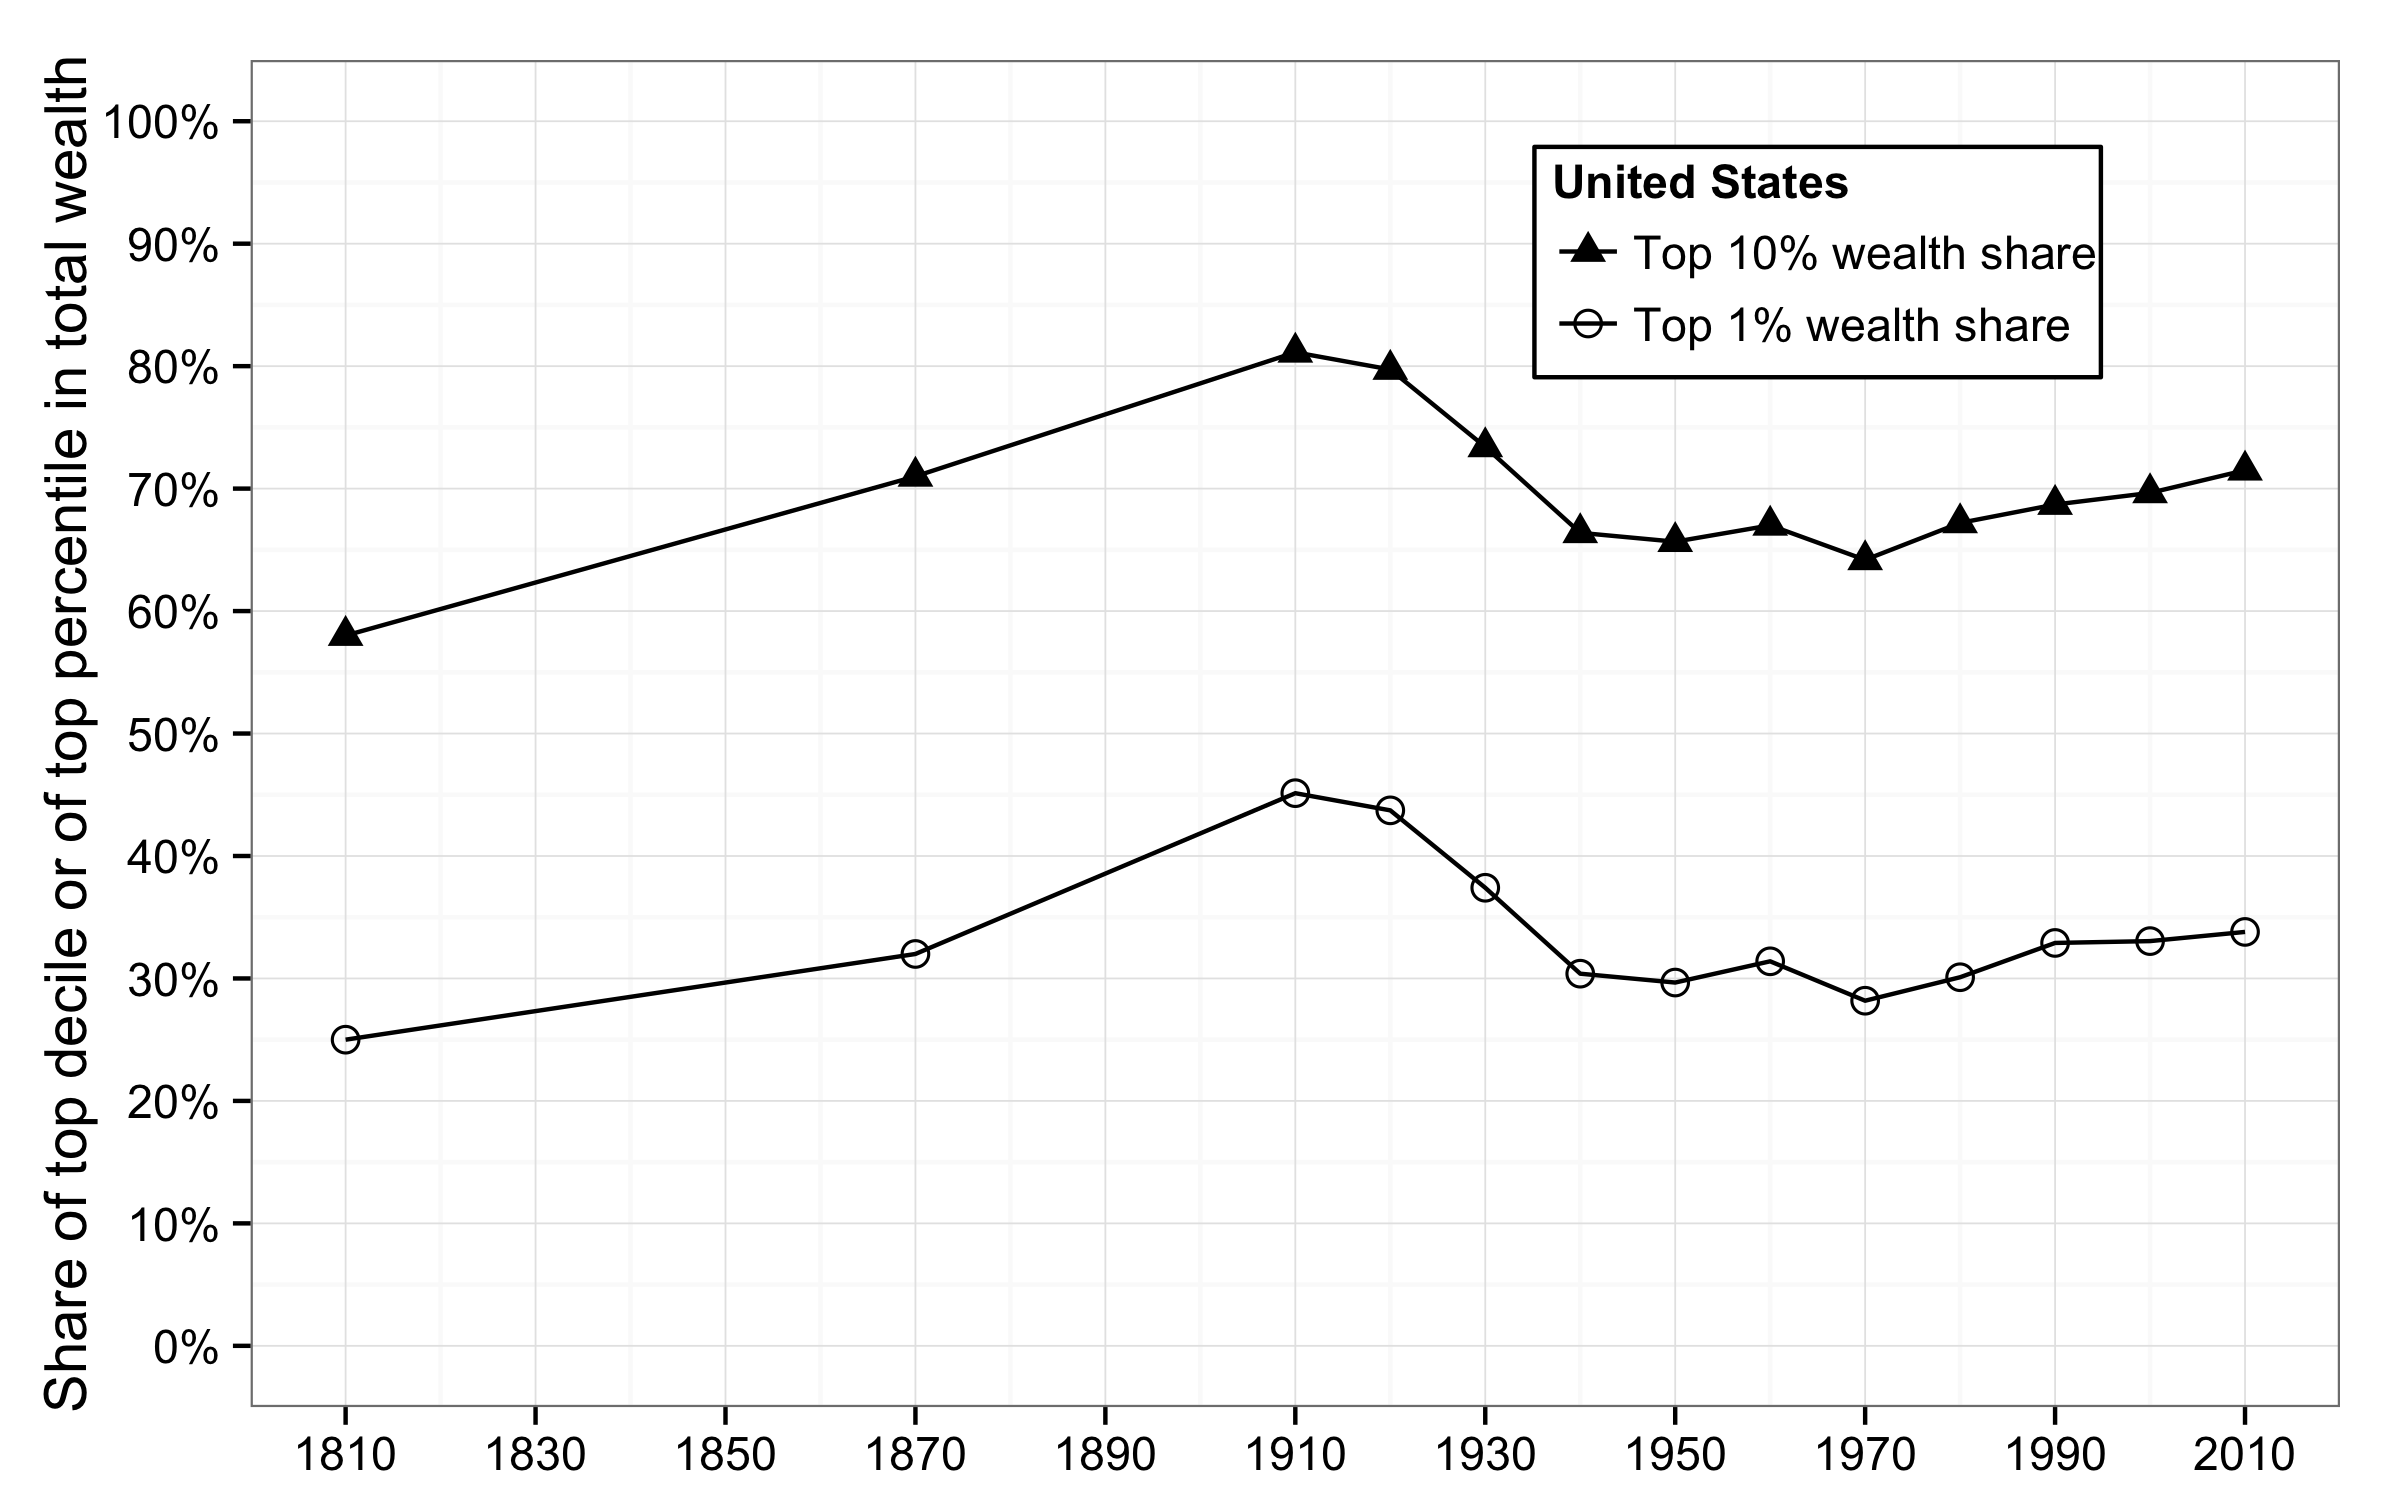 Share of top decile or of top percentile in total wealth
100%
90%
80%
70%
60%
50%
40%
30%
20%
10%
0%
United States
Top 10% wealth share
Top 1% wealth share
1810 1830 1850 1870 1890 1910 1930 1950 1970 1990 2010